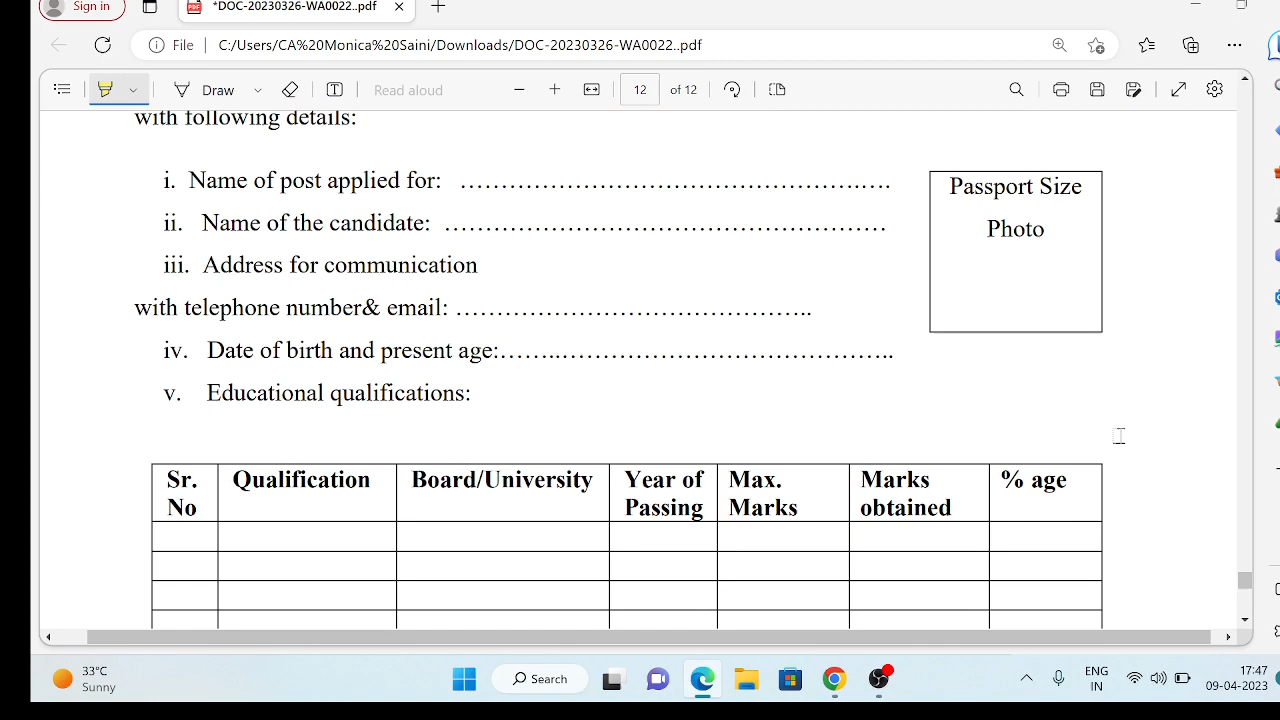 Sign in
*DOC-20230326-WA0022..pdf
File C:/Users/CA%20Monica%20Saini/Downloads/DOC-20230326-WA0022..pdf
Draw
Read aloud
12 of 12
with following details:
i. Name of post applied for: ……………………………………………….….
ii. Name of the candidate: ………………………………………………
iii. Address for communication
with telephone number& email: ……………………………………..
iv. Date of birth and present age:…….…………………………………..
v. Educational qualifications:
Passport Size
Photo
Sr. No
Qualification
Board/University
Year of Passing
Max. Marks
Marks obtained
% age
33°C
Sunny
Search
ENG
IN
17:47
09-04-2023